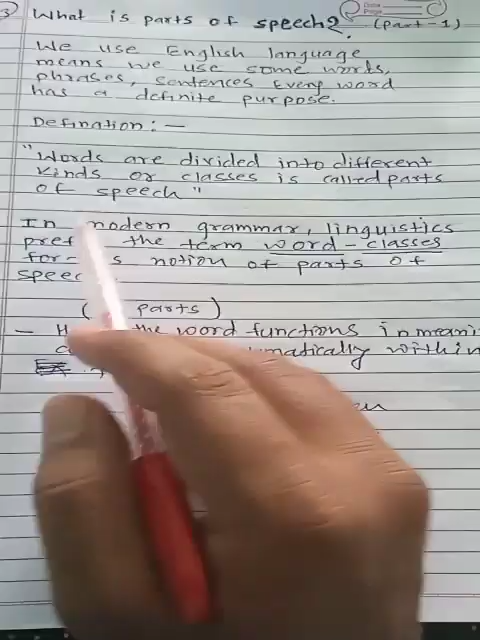 3) What is parts of speech?
(Part-1)
We use English language
means we use some words,
phrases, sentences Every word
has a definite purpose.
Defination :-
"Words are divided into different
kinds or classes is called parts
of speech"
In modern grammar, linguistics
the term word-classes
notion of parts of
parts)
- the word functions in meani
matically within